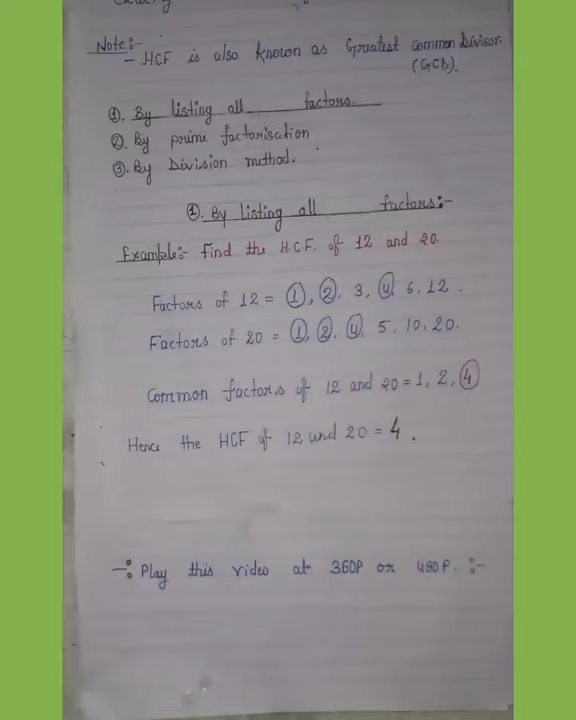 Note:-
- HCF is also known as Greatest Common Divisor.
(GCD).
①. By listing all factors.
②. By prime factorisation
③. By Division method.
①. By listing all factors:-
Example:- Find the H.C.F. of 12 and 20.
Factors of 12 = ①, ②, 3, ④, 6, 12.
Factors of 20 = ①, ②, ④, 5, 10, 20.
Common factors of 12 and 20 = 1, 2, ④
Hence the HCF of 12 and 20 = 4.
-: Play this video at 360P or 480P. :-